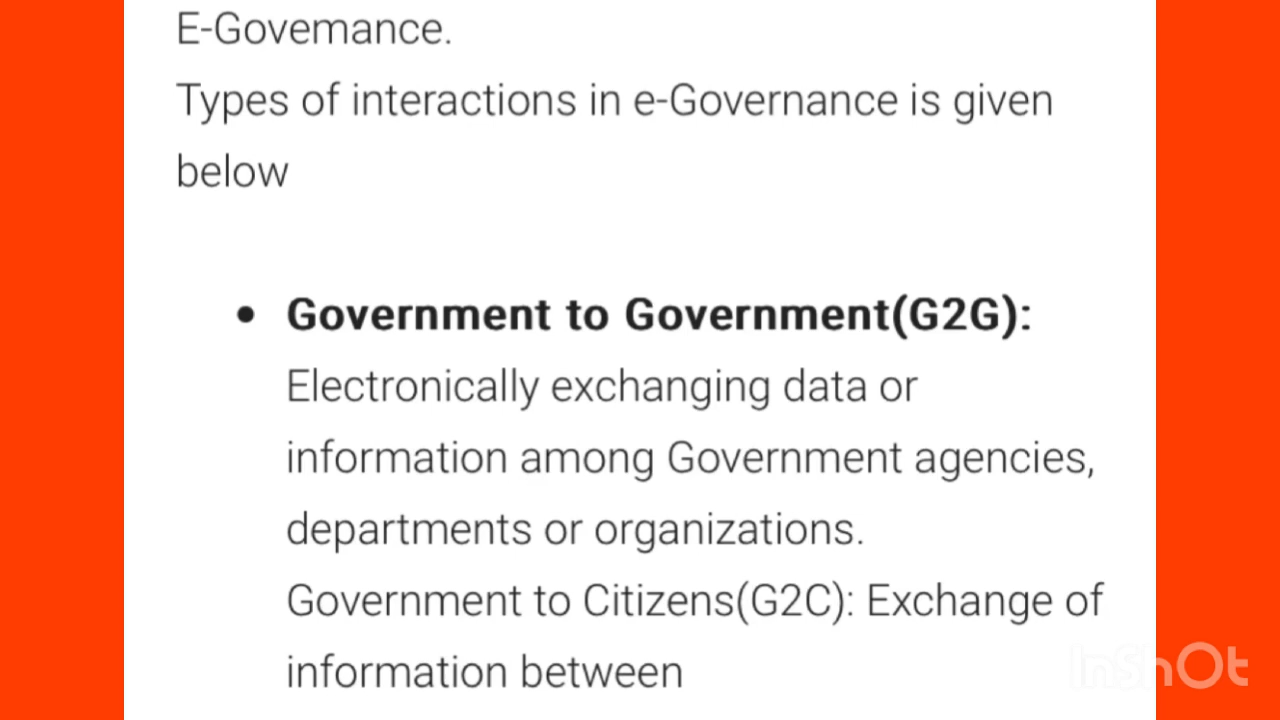 E-Govemance.
Types of interactions in e-Governance is given
below
• Government to Government(G2G):
Electronically exchanging data or
information among Government agencies,
departments or organizations.
Government to Citizens(G2C): Exchange of
information between
InShOt